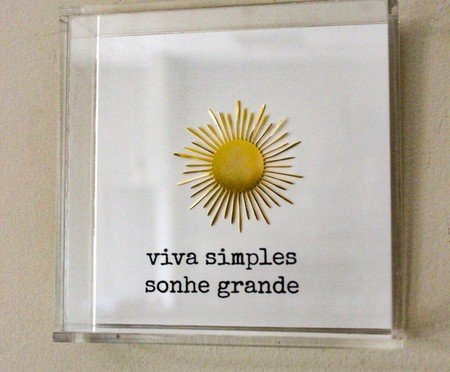 viva simples
sonhe grande